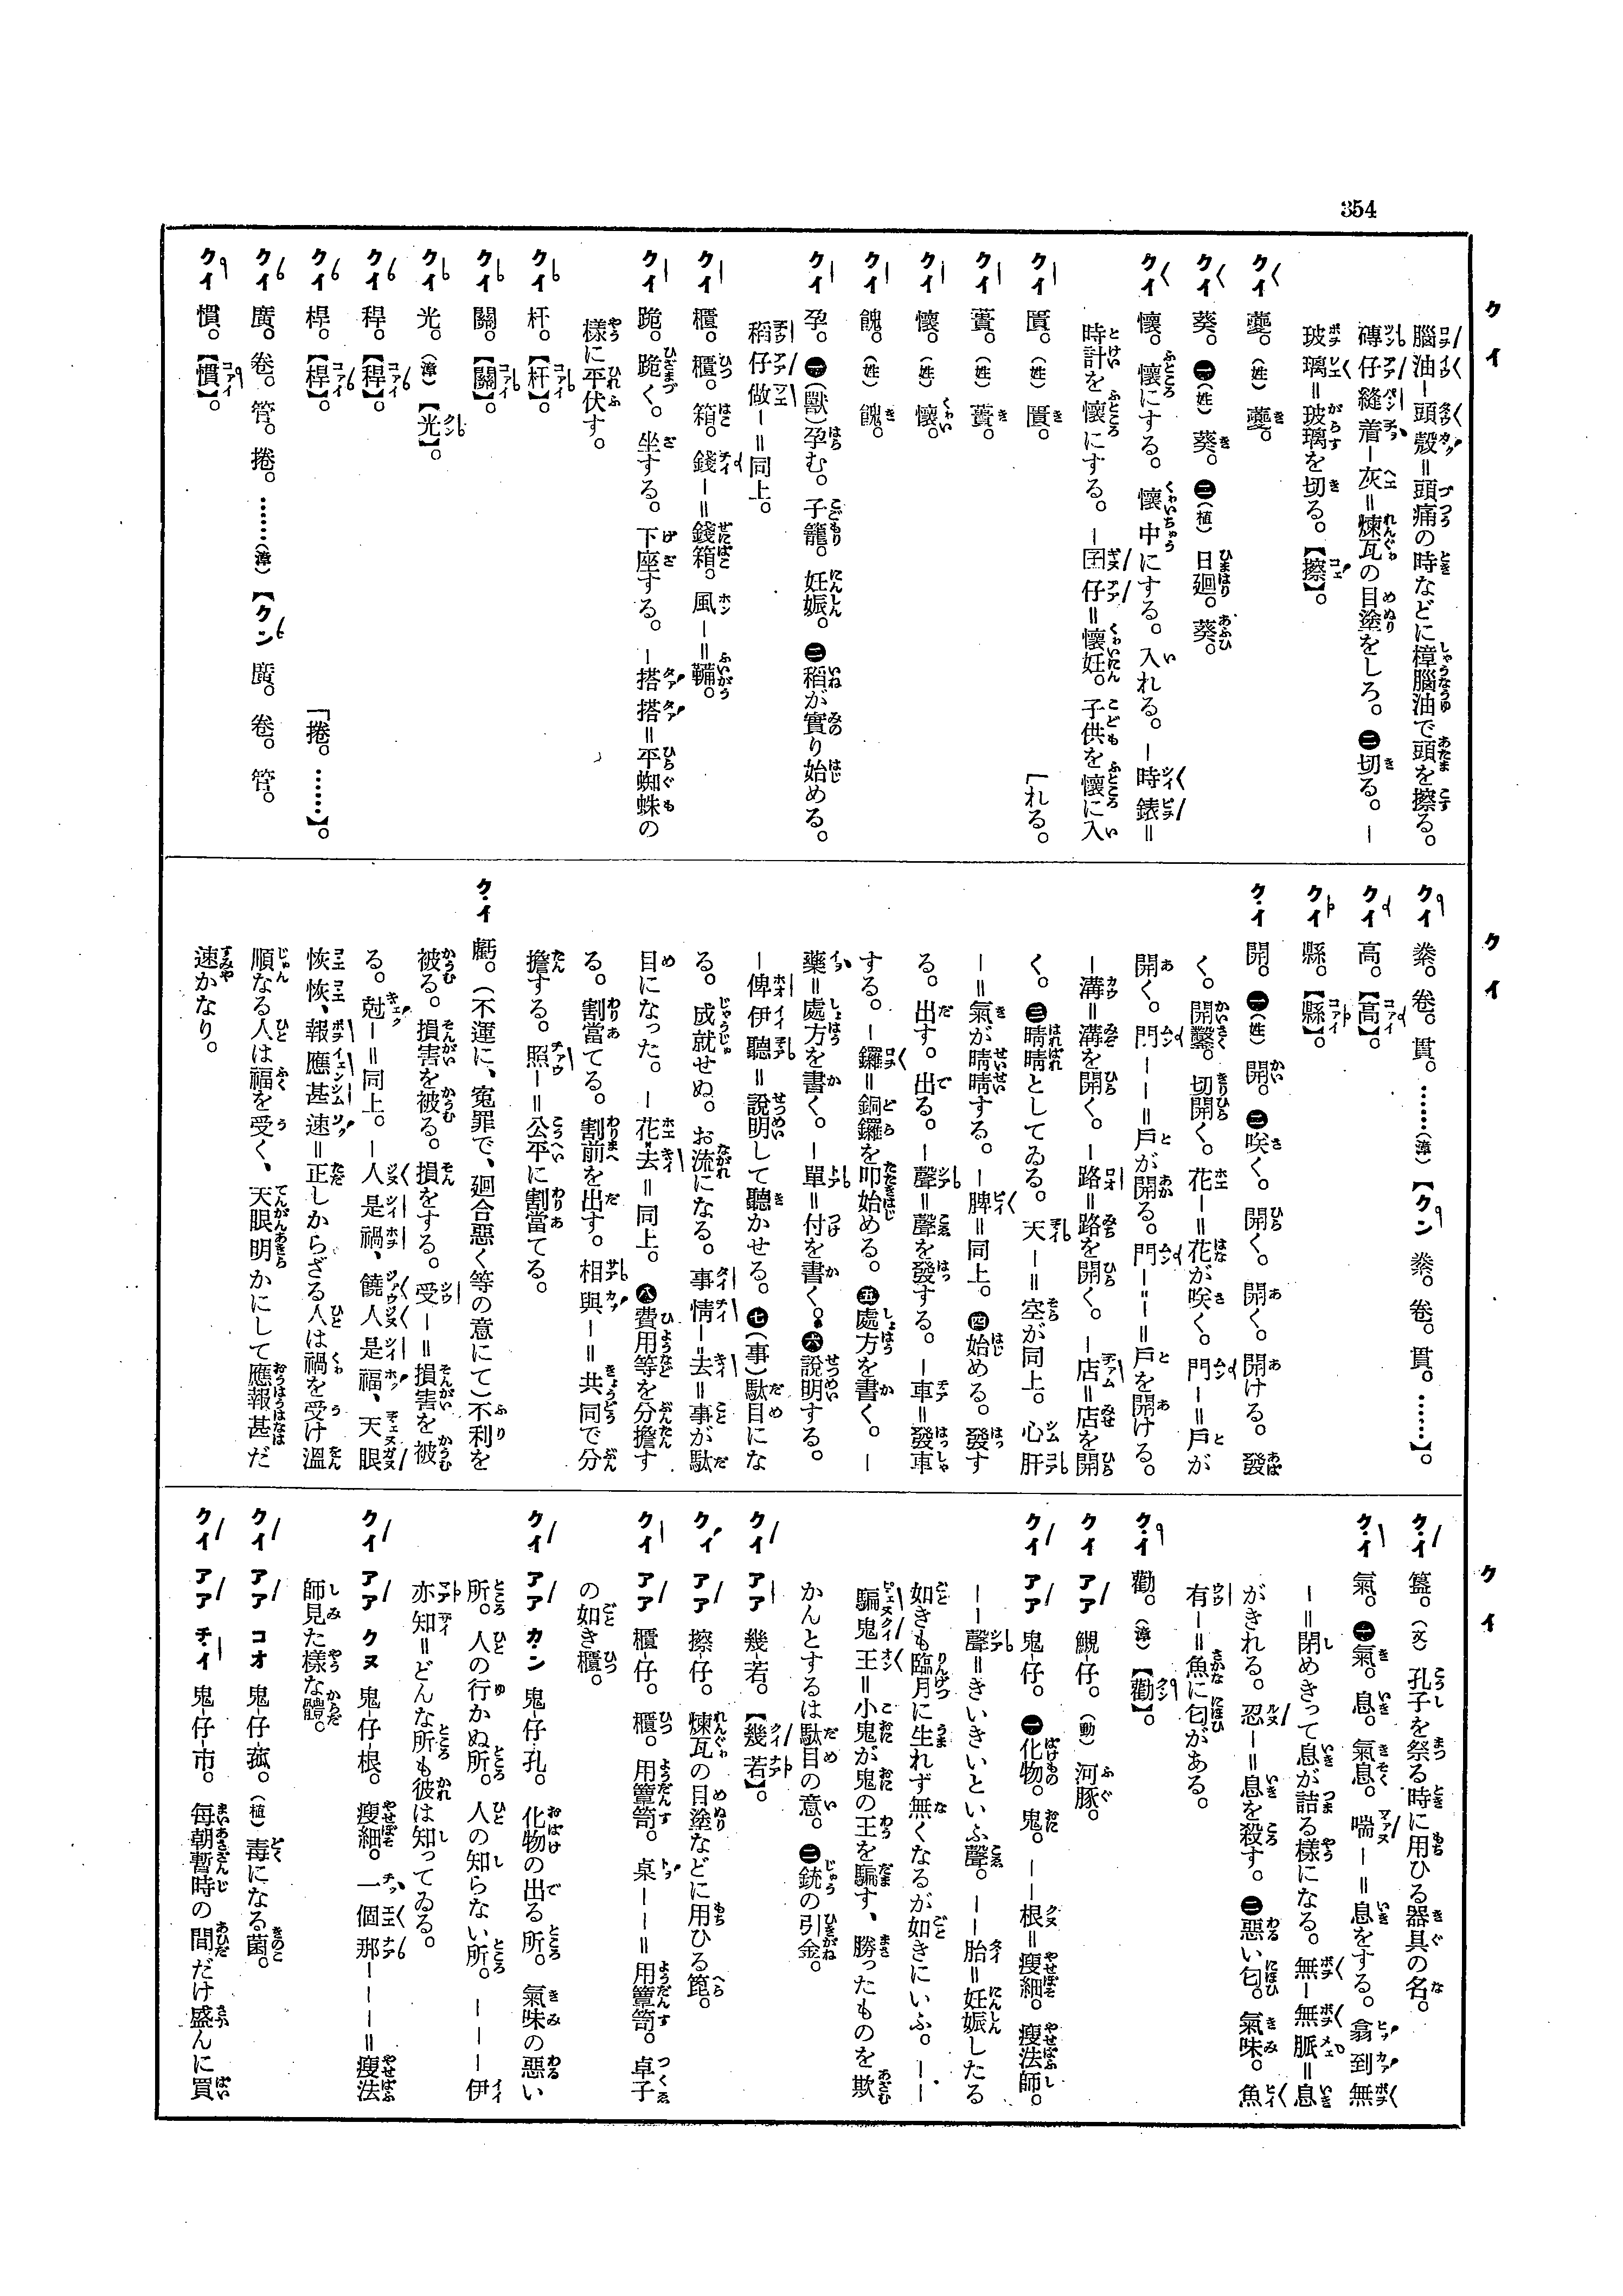 354
クイ
腦油－頭殼＝頭痛の時などに樟腦油で頭を擦る。
磚仔縫着－灰＝煉瓦の目塗をしろ。㊁切る。－
玻璃＝玻璃を切る。【擦】。
クイ 夔。(姓) 夔。
クイ 葵。㊀(姓) 葵。㊁(植) 日廻。葵。
クイ 懷。懷にする。懷中にする。入れる。－時錶＝
時計を懷にする。－囝仔＝懷妊。子供を懷に入
「れる。
クイ 匱。(姓) 匱。
クイ 蕢。(姓) 蕢。
クイ 懷。(姓) 懷。
クイ 餽。(姓) 餽。
クイ 孕。㊀(獸)孕む。子籠。妊娠。㊁稻が實り始める。
稻仔做－＝同上。
クイ 櫃。櫃。箱。錢－＝錢箱。風－＝鞴。
クイ 跪。跪く。坐する。下座する。－搭搭＝平蜘蛛の
樣に平伏す。
クイ 杆。【杆】。
クイ 關。【關】。
クイ 光。(漳)【光】。
クイ 稈。【稈】。
クイ 桿。【桿】。
「捲。……】。
クイ 廣。卷。管。捲。……(漳)【クン 廣。卷。管。
クイ 慣。【慣】。
クイ
クイ 桊。卷。貫。……(漳)【クン 桊。卷。貫。……】。
クイ 高。【高】。
クイ 縣。【縣】。
ク・イ 開。㊀(姓) 開。㊁咲く。開く。開く。開ける。發
く。開鑿。切開く。花－＝花が咲く。門－＝戶が
開く。門－－＝戶が開る。門－"－＝戶を開ける。
－溝＝溝を開く。－路＝路を開く。－店＝店を開
く。㊂晴晴としてゐる。天－＝空が同上。心肝
－＝氣が晴晴する。－脾＝同上。㊃始める。發す
る。出す。出る。－聲＝聲を發する。－車＝發車
する。－鑼＝銅鑼を叩始める。㊄處方を書く。－
藥＝處方を書く。－單＝付を書く。㊅說明する。
－俾伊聽＝說明して聽かせる。㊆(事)駄目にな
る。成就せぬ。お流になる。事情－去＝事が駄
目になった。－花去＝同上。㊇費用等を分擔す
る。割當てる。割前を出す。相與－＝共同で分
擔する。照－＝公平に割當てる。
ク・イ 虧。(不運に、寃罪で、廻合惡く等の意にて)不利を
被る。損害を被る。損をする。受－＝損害を被
る。尅－＝同上。－人是禍、饒人是福、天眼
恢恢、報應甚速＝正しからざる人は禍を受け溫
順なる人は福を受く、天眼明かにして應報甚だ
速かなり。
クイ
ク・イ 簋。(文) 孔子を祭る時に用ひる器具の名。
ク・イ 氣。㊀氣。息。氣息。喘－＝息をする。翕到無
－＝閉めきって息が詰る樣になる。無－無脈＝息
がきれる。忍－＝息を殺す。㊁惡い匂。氣味。魚
有－＝魚に匂がある。
ク・イ 勸。(漳)【勸】。
クイ アア 鯢仔。(動) 河豚。
クイ アア 鬼仔。㊀化物。鬼。－－根＝瘦細。瘦法師。
－－聲＝きいきいといふ聲。－－胎＝妊娠したる
如きも臨月に生れず無くなるが如きにいふ。－－
騙鬼王＝小鬼が鬼の王を騙す、勝ったものを欺
かんとするは駄目の意。㊁銃の引金。
クイ アア 幾若。【幾若】。
クイ アア 擦仔。煉瓦の目塗などに用ひる箆。
クイ アア 櫃仔。櫃。用簞笥。桌－－＝用簞笥。卓子
の如き櫃。
クイ アア カ・ン 鬼仔孔。化物の出る所。氣味の惡い
所。人の行かぬ所。人の知らない所。－－－伊
亦知＝どんな所も彼は知ってゐる。
クイ アア クヌ 鬼仔根。瘦細。一個那－－－＝瘦法
師見た樣な體。
クイ アア コオ 鬼仔菰。(植) 毒になる菌。
クイ アア チ・イ 鬼仔市。每朝暫時の間だけ盛んに買